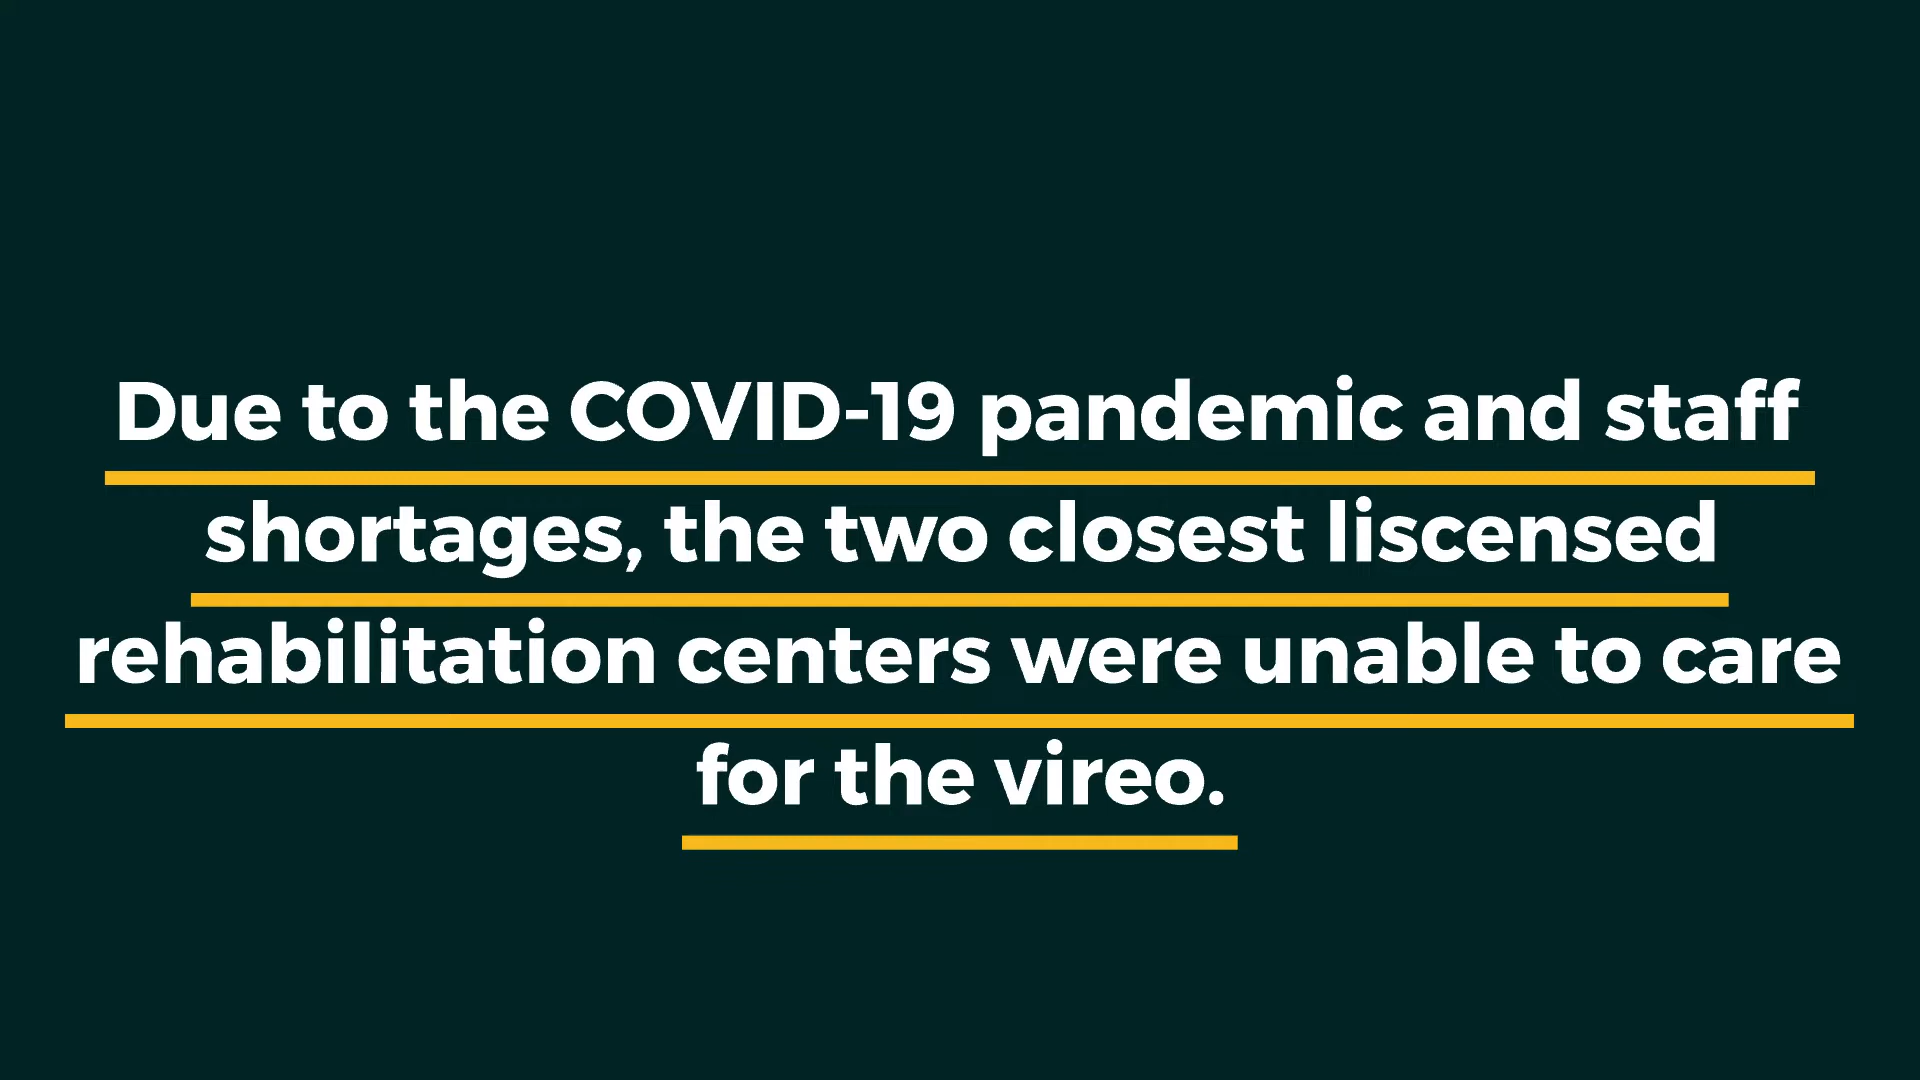 Due to the COVID-19 pandemic and staff
shortages, the two closest liscensed
rehabilitation centers were unable to care
for the vireo.